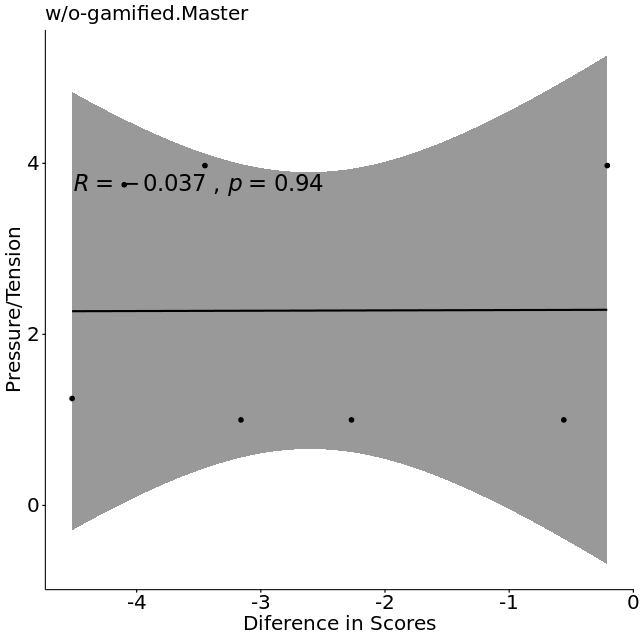 w/o-gamified.Master
Pressure/Tension
4
R = − 0.037 , p = 0.94
2
0
-4 -3 -2 -1 0
Diference in Scores